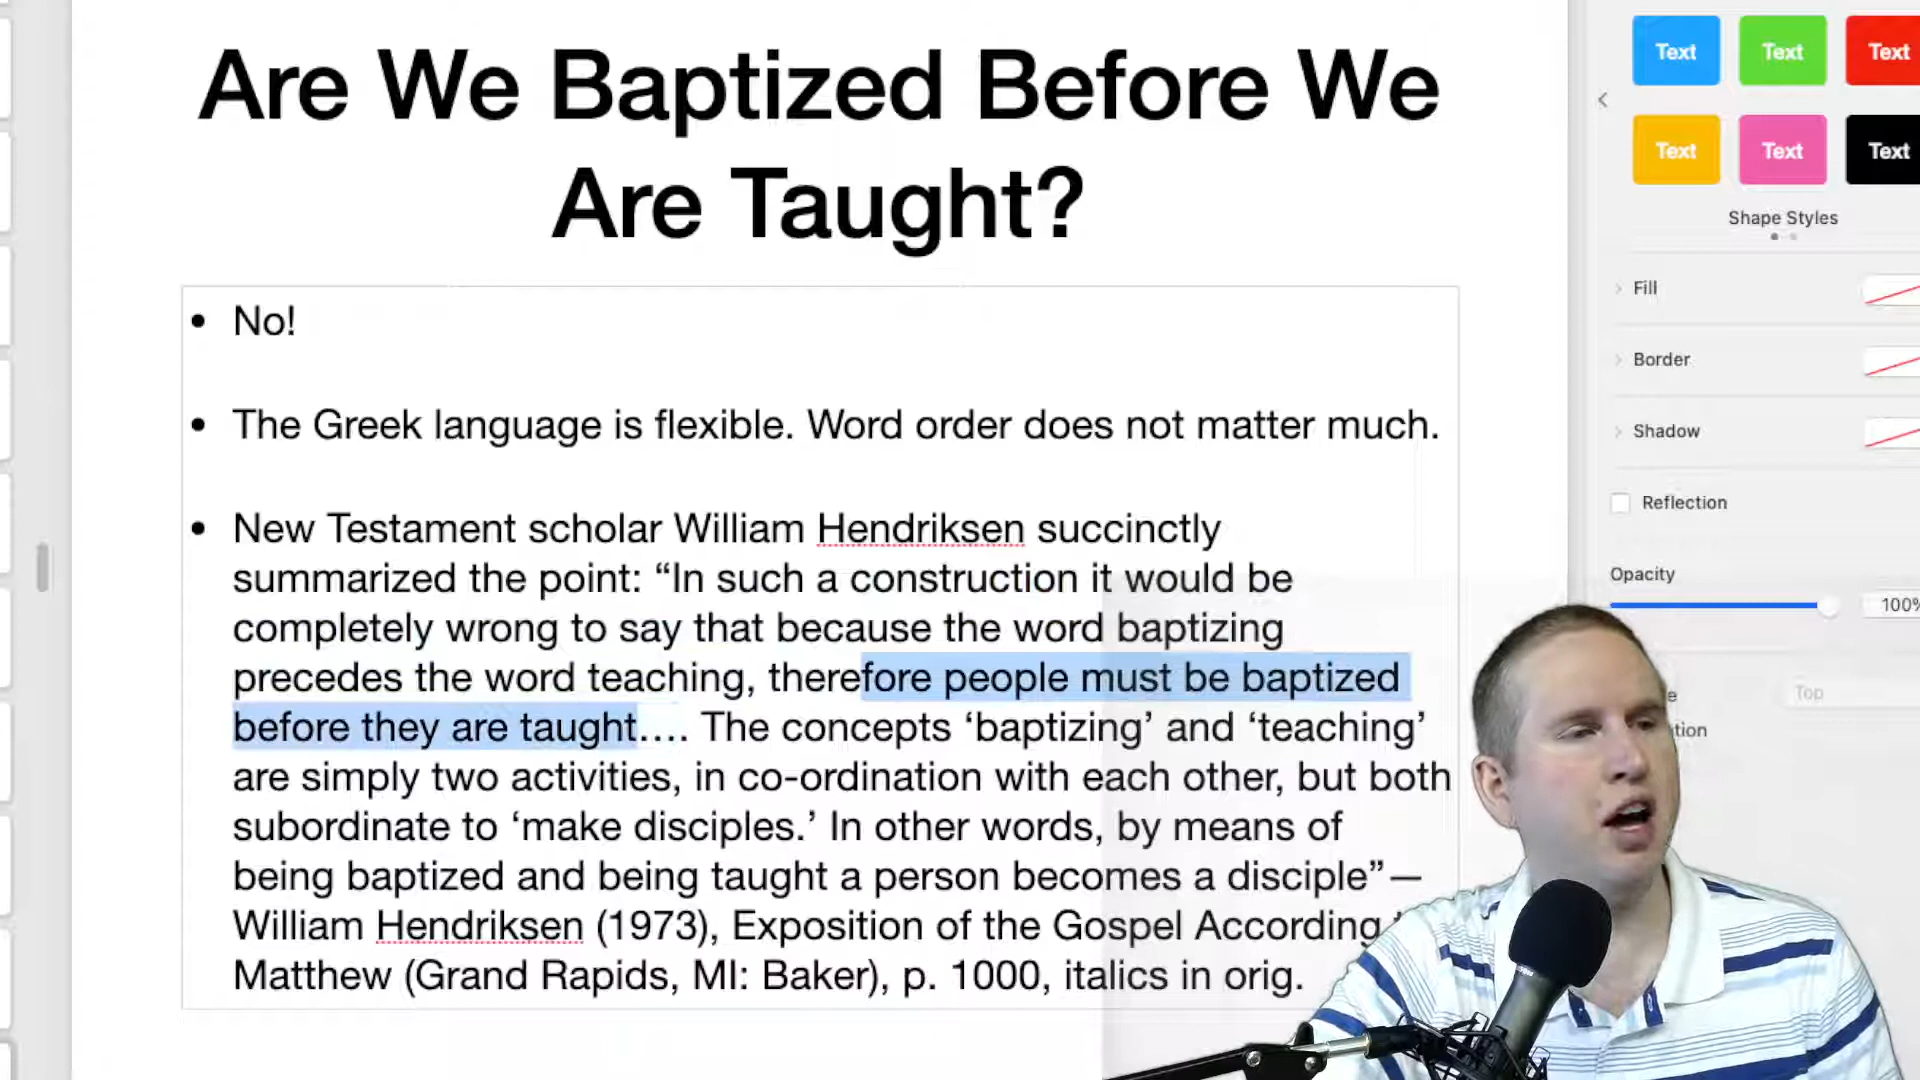 Are We Baptized Before We
Are Taught?
• No!
• The Greek language is flexible. Word order does not matter much.
• New Testament scholar William Hendriksen succinctly
summarized the point: “In such a construction it would be
completely wrong to say that because the word baptizing
precedes the word teaching, therefore people must be baptized
before they are taught…. The concepts ‘baptizing’ and ‘teaching’
are simply two activities, in co-ordination with each other, but both
subordinate to ‘make disciples.’ In other words, by means of
being baptized and being taught a person becomes a disciple”—
William Hendriksen (1973), Exposition of the Gospel According
Matthew (Grand Rapids, MI: Baker), p. 1000, italics in orig.
Text Text Text
Text Text Text
Shape Styles
Fill
Border
Shadow
Reflection
Opacity
100%
Top